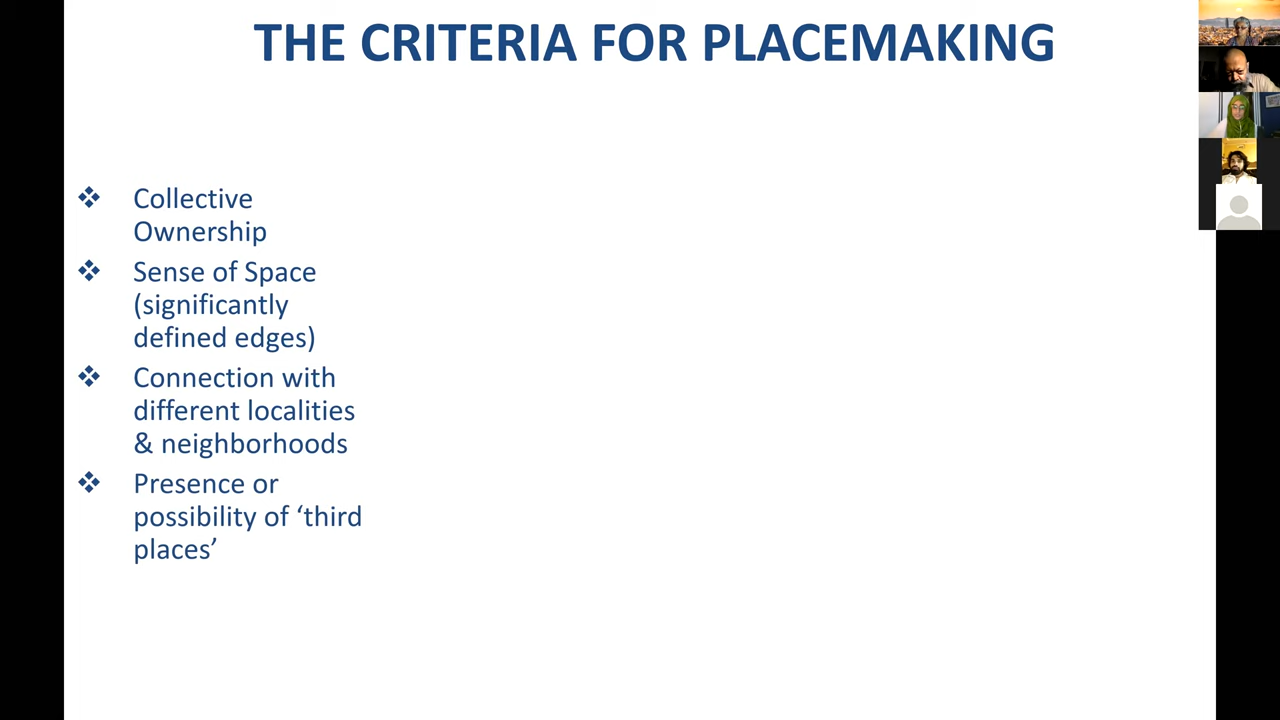 THE CRITERIA FOR PLACEMAKING
❖ Collective
Ownership
❖ Sense of Space
(significantly
defined edges)
❖ Connection with
different localities
& neighborhoods
❖ Presence or
possibility of ‘third
places’